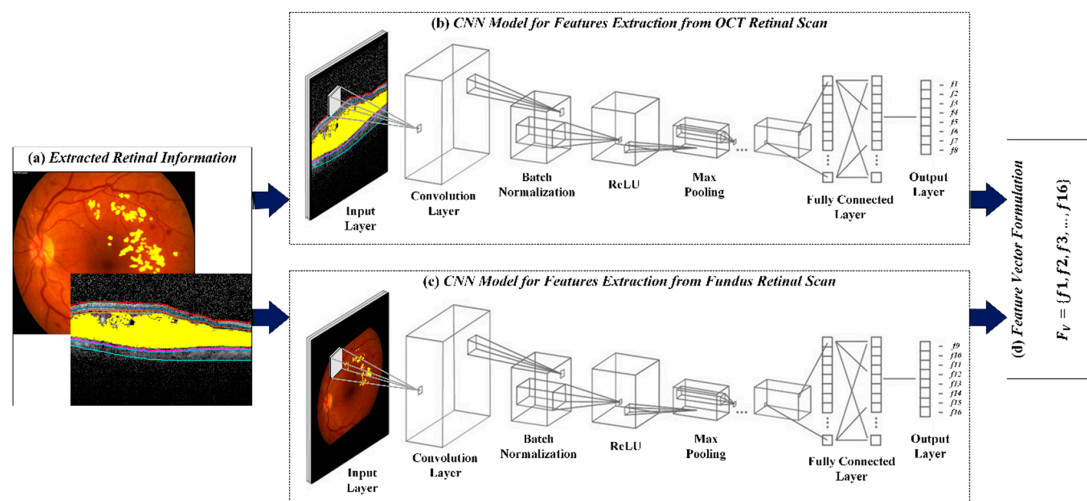 (a) Extracted Retinal Information
(b) CNN Model for Features Extraction from OCT Retinal Scan
Input
Layer
Convolution
Layer
Batch
Normalization
ReLU
Max
Pooling
...
Fully Connected
Layer
Output
Layer
f1
f2
f3
f4
f5
f6
f7
f8
(c) CNN Model for Features Extraction from Fundus Retinal Scan
Input
Layer
Convolution
Layer
Batch
Normalization
ReLU
Max
Pooling
...
Fully Connected
Layer
Output
Layer
f9
f10
f11
f12
f13
f14
f15
f16
(d) Feature Vector Formulation
F_V = {f1, f2, f3, ..., f16}